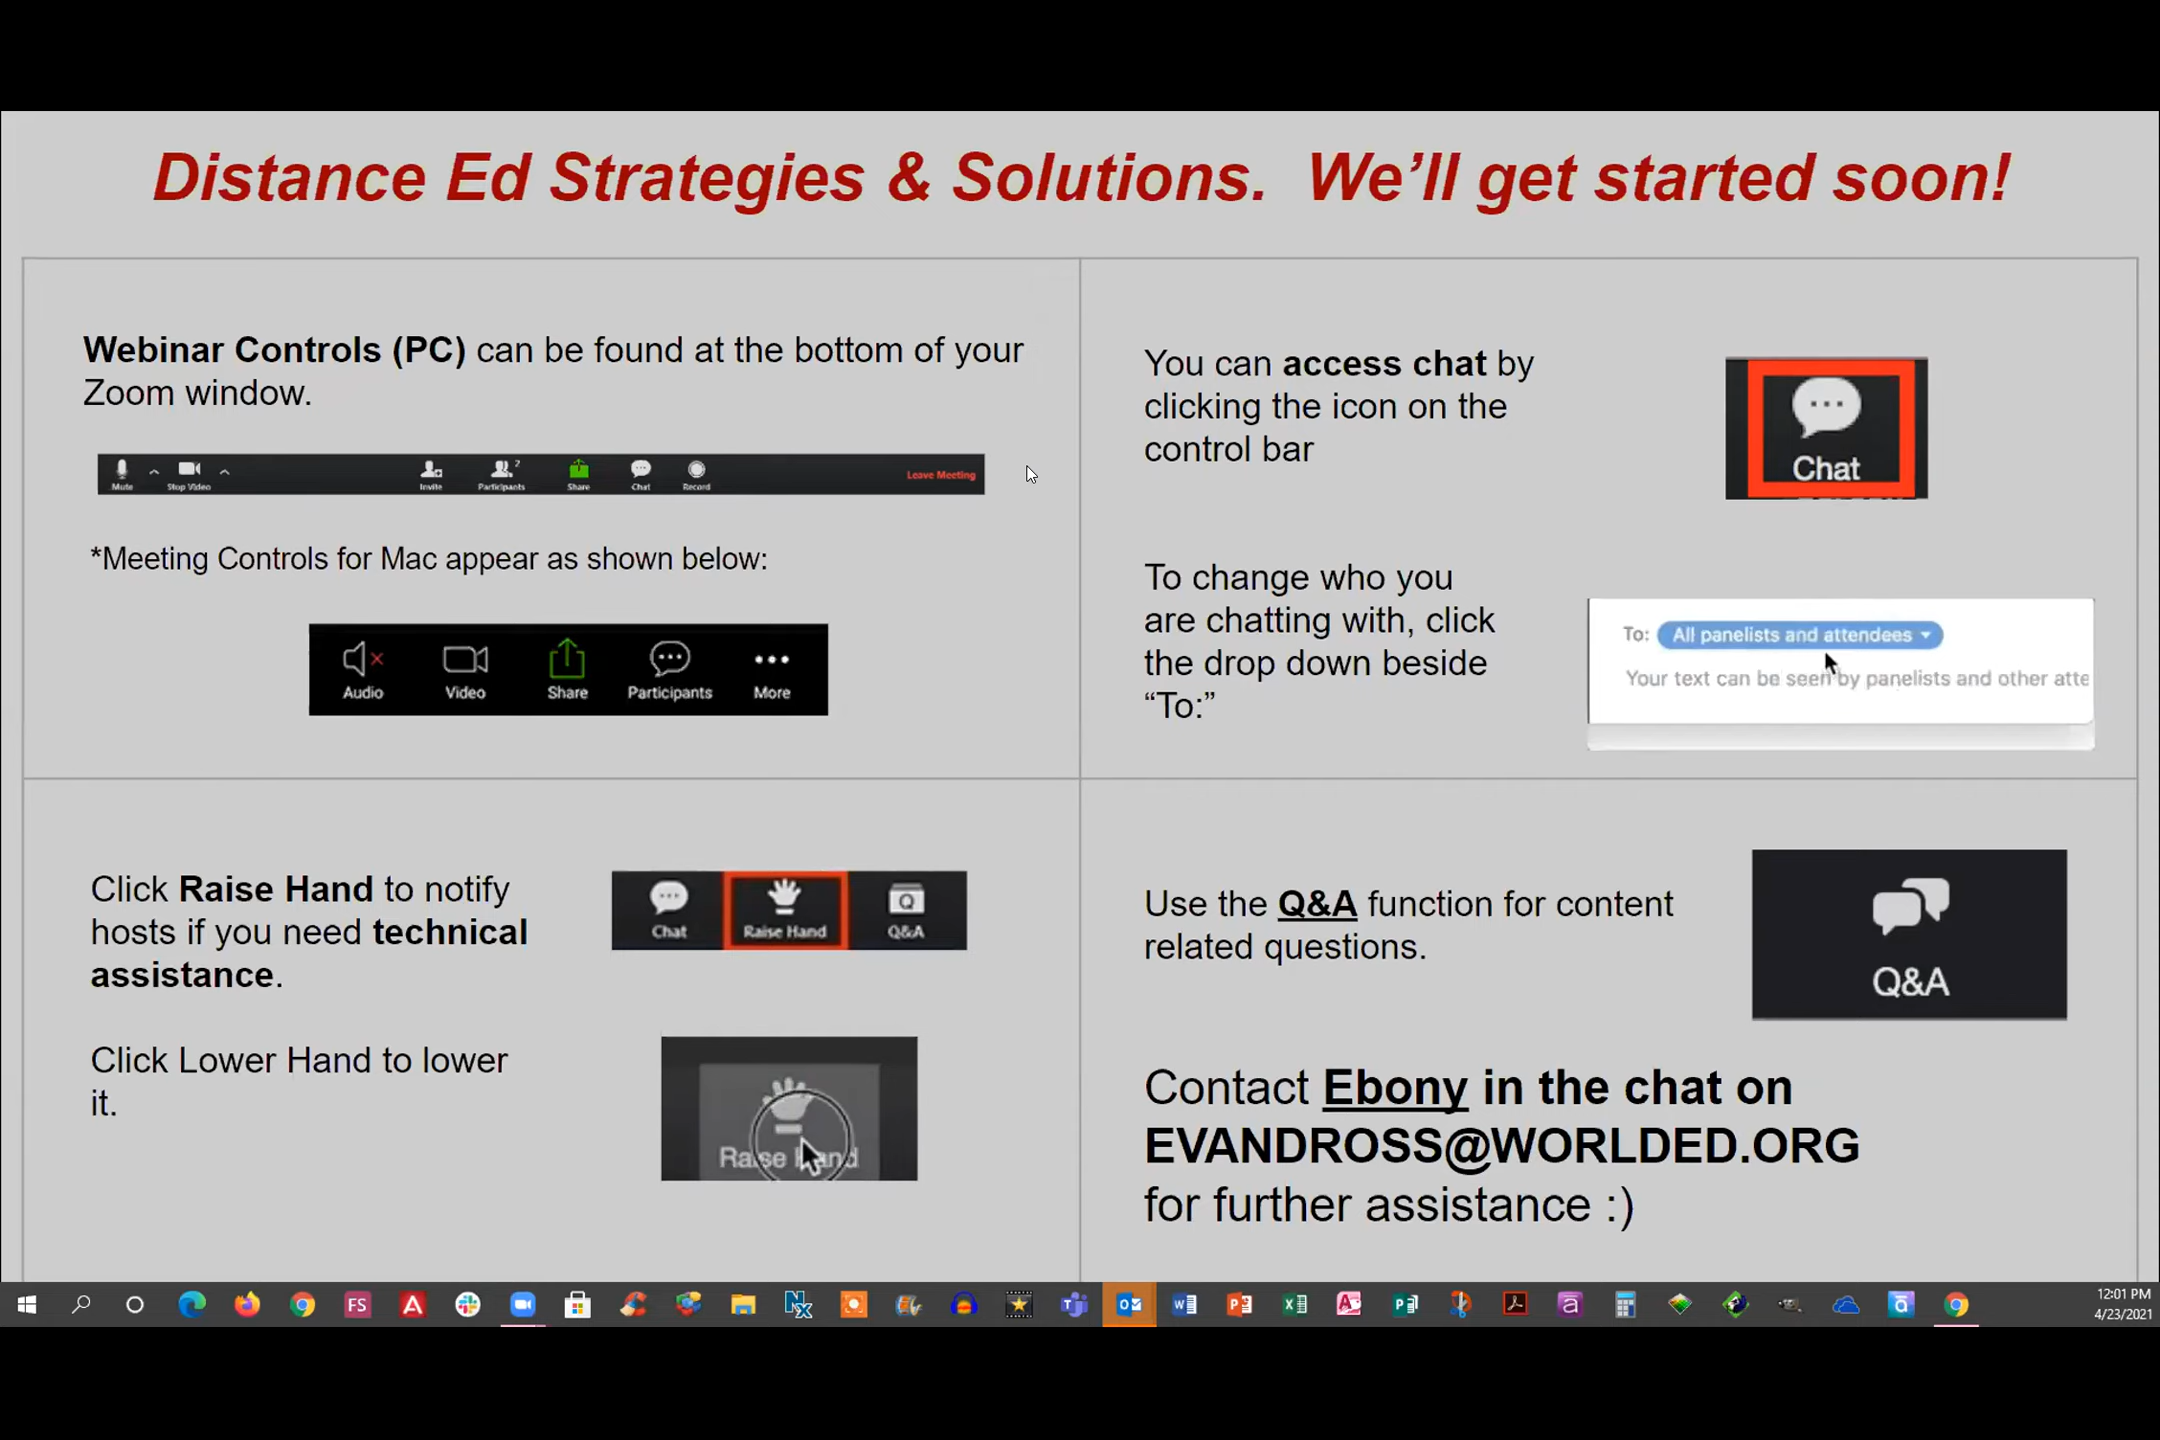 Distance Ed Strategies & Solutions.  We’ll get started soon!
Webinar Controls (PC) can be found at the bottom of your
Zoom window.
Mute
Stop Video
Invite
2
Participants
Share
Chat
Record
Leave Meeting
*Meeting Controls for Mac appear as shown below:
Audio
Video
Share
Participants
More
You can access chat by
clicking the icon on the
control bar
Chat
To change who you
are chatting with, click
the drop down beside
“To:”
To: All panelists and attendees
Your text can be seen by panelists and other atte
Click Raise Hand to notify
hosts if you need technical
assistance.
Chat
Raise Hand
Q&A
Click Lower Hand to lower
it.
Raise Hand
Use the Q&A function for content
related questions.
Q&A
Contact Ebony in the chat on
EVANDROSS@WORLDED.ORG
for further assistance :)
FS
12:01 PM
4/23/2021